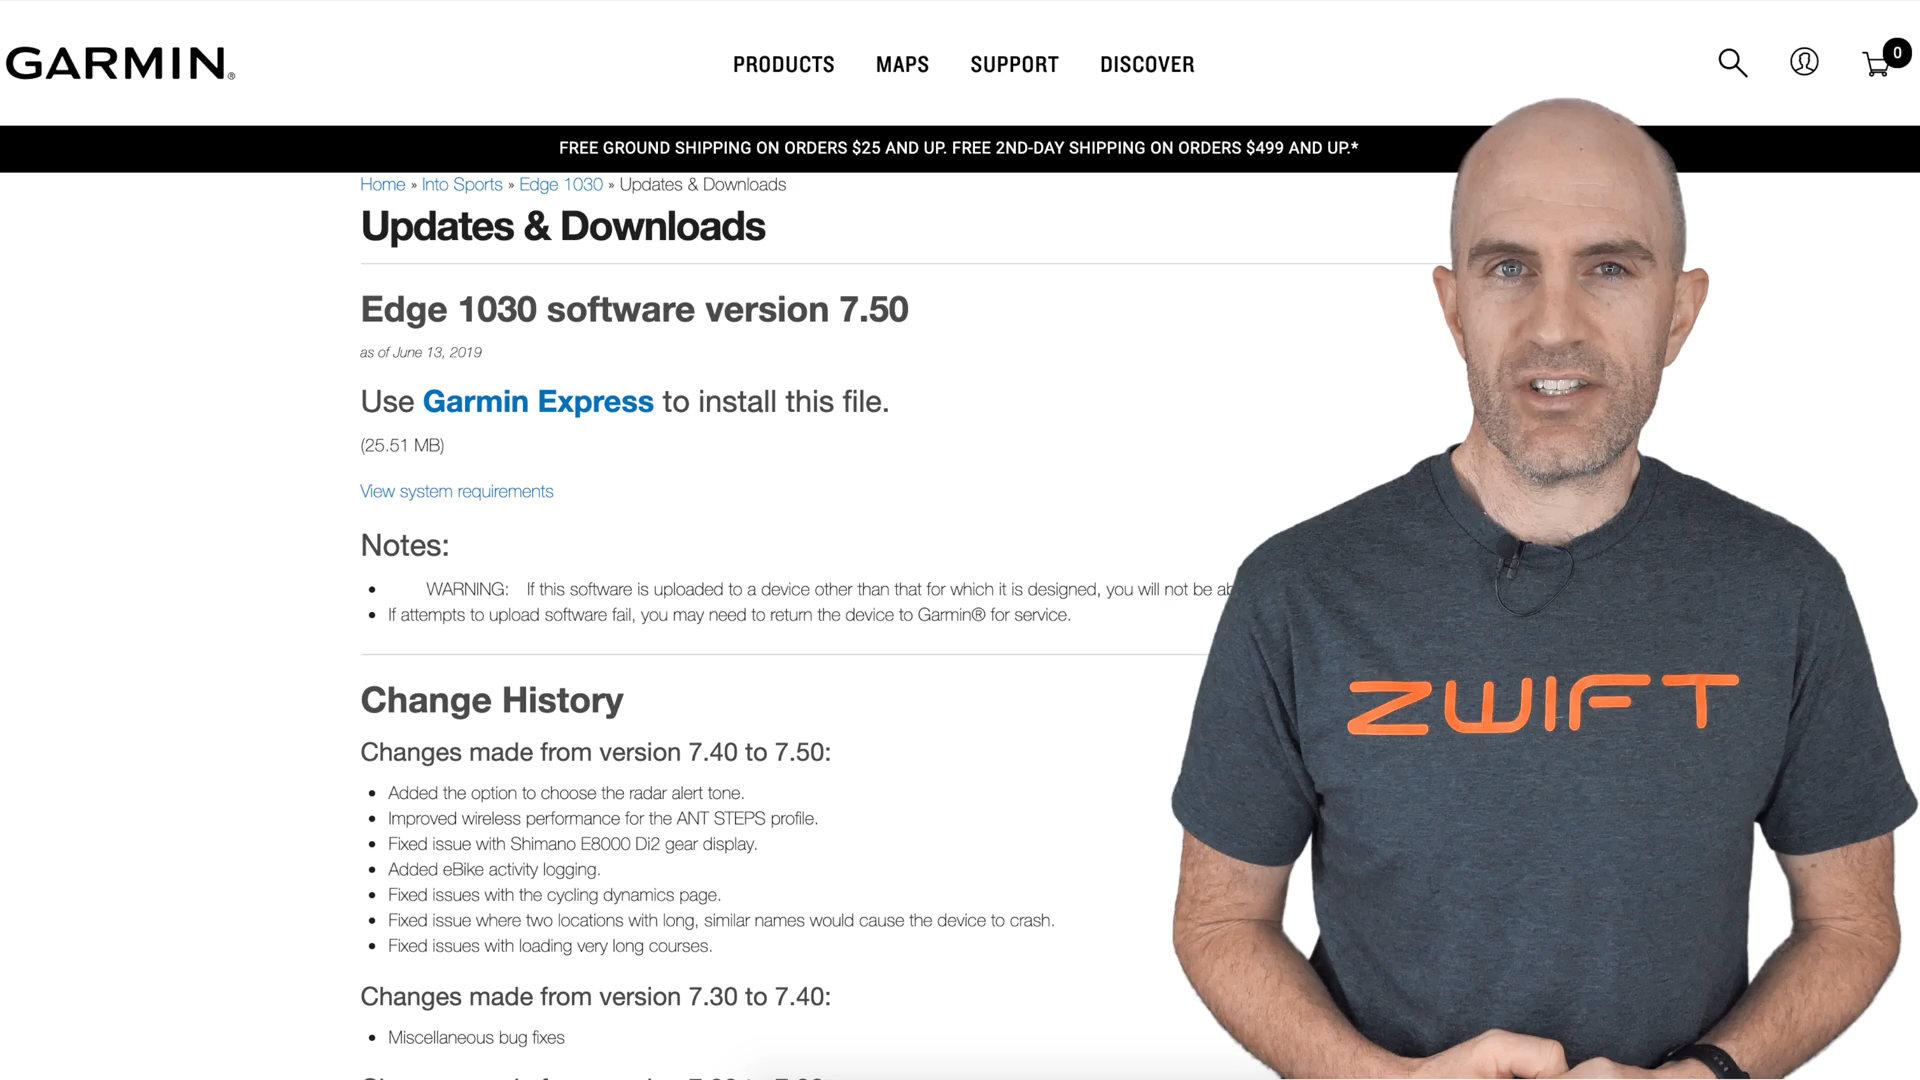 GARMIN®
PRODUCTS MAPS SUPPORT DISCOVER
0
FREE GROUND SHIPPING ON ORDERS $25 AND UP. FREE 2ND-DAY SHIPPING ON ORDERS $499 AND UP.*
Home » Into Sports » Edge 1030 » Updates & Downloads
Updates & Downloads
Edge 1030 software version 7.50
as of June 13, 2019
Use Garmin Express to install this file.
(25.51 MB)
View system requirements
Notes:
• WARNING: If this software is uploaded to a device other than that for which it is designed, you will not be
• If attempts to upload software fail, you may need to return the device to Garmin® for service.
Change History
Changes made from version 7.40 to 7.50:
• Added the option to choose the radar alert tone.
• Improved wireless performance for the ANT STEPS profile.
• Fixed issue with Shimano E8000 Di2 gear display.
• Added eBike activity logging.
• Fixed issues with the cycling dynamics page.
• Fixed issue where two locations with long, similar names would cause the device to crash.
• Fixed issues with loading very long courses.
Changes made from version 7.30 to 7.40:
• Miscellaneous bug fixes
ZWIFT